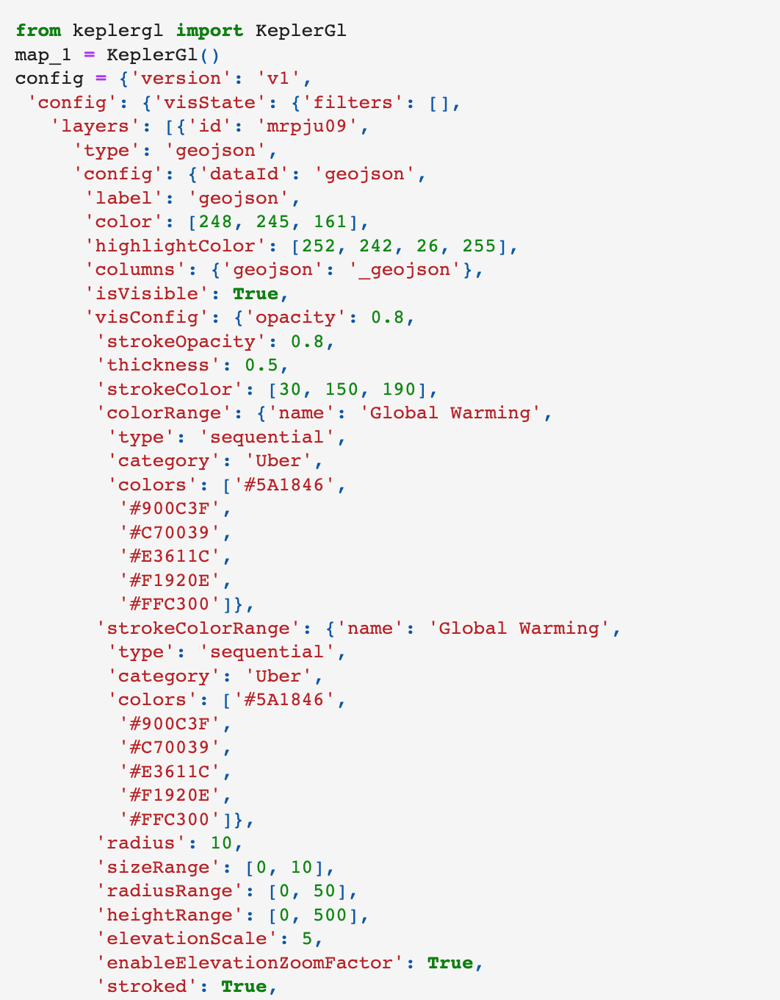 from keplergl import KeplerGl
map_1 = KeplerGl()
config = {'version': 'v1',
 'config': {'visState': {'filters': [],
   'layers': [{'id': 'mrpju09',
     'type': 'geojson',
     'config': {'dataId': 'geojson',
      'label': 'geojson',
      'color': [248, 245, 161],
      'highlightColor': [252, 242, 26, 255],
      'columns': {'geojson': '_geojson'},
      'isVisible': True,
      'visConfig': {'opacity': 0.8,
       'strokeOpacity': 0.8,
       'thickness': 0.5,
       'strokeColor': [30, 150, 190],
       'colorRange': {'name': 'Global Warming',
        'type': 'sequential',
        'category': 'Uber',
        'colors': ['#5A1846',
         '#900C3F',
         '#C70039',
         '#E3611C',
         '#F1920E',
         '#FFC300']},
       'strokeColorRange': {'name': 'Global Warming',
        'type': 'sequential',
        'category': 'Uber',
        'colors': ['#5A1846',
         '#900C3F',
         '#C70039',
         '#E3611C',
         '#F1920E',
         '#FFC300']},
       'radius': 10,
       'sizeRange': [0, 10],
       'radiusRange': [0, 50],
       'heightRange': [0, 500],
       'elevationScale': 5,
       'enableElevationZoomFactor': True,
       'stroked': True,